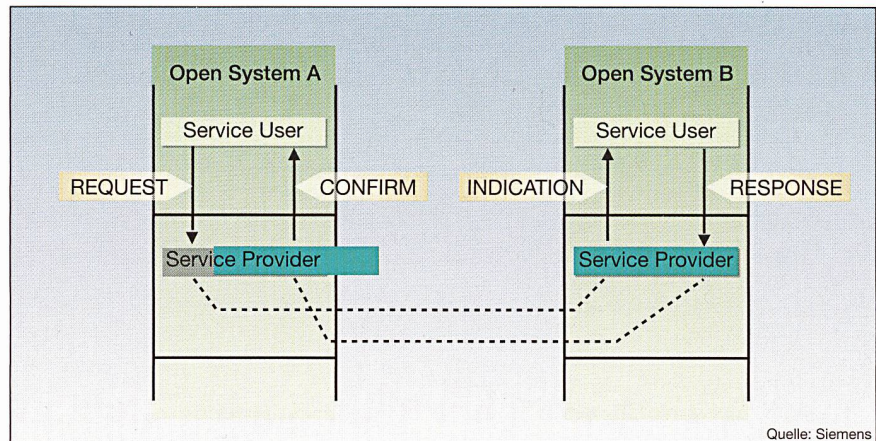 Open System A
Open System B
Service User
Service User
REQUEST
CONFIRM
INDICATION
RESPONSE
Service Provider
Service Provider
Quelle: Siemens